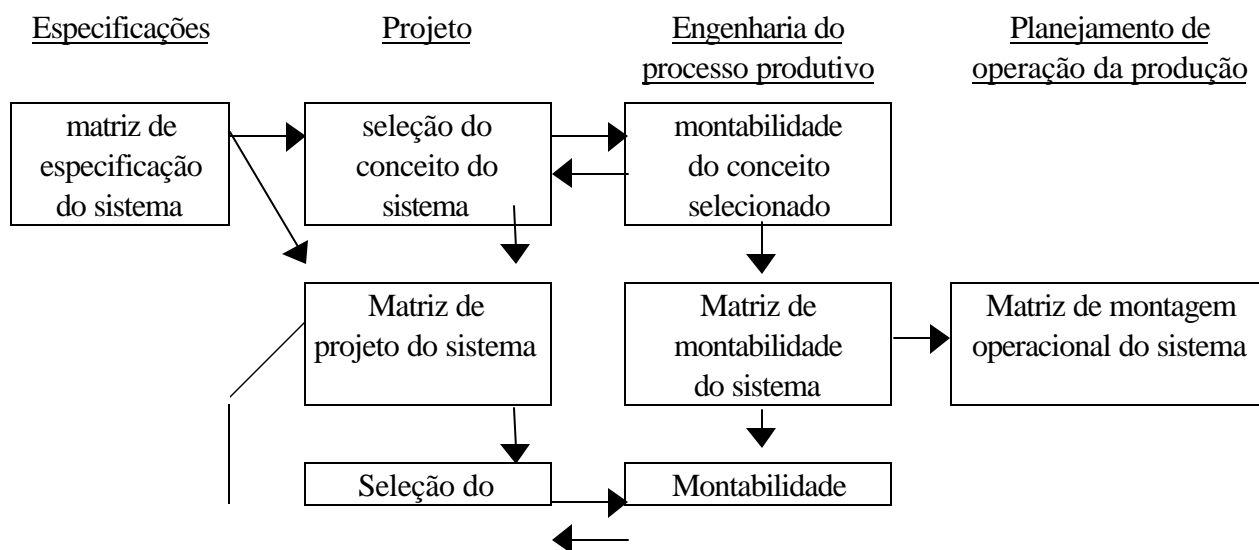 Especificações
Projeto
Engenharia do
processo produtivo
Planejamento de
operação da produção
matriz de
especificação
do sistema
seleção do
conceito do
sistema
montabilidade
do conceito
selecionado
Matriz de
projeto do sistema
Matriz de
montabilidade
do sistema
Matriz de montagem
operacional do sistema
Seleção do
Montabilidade